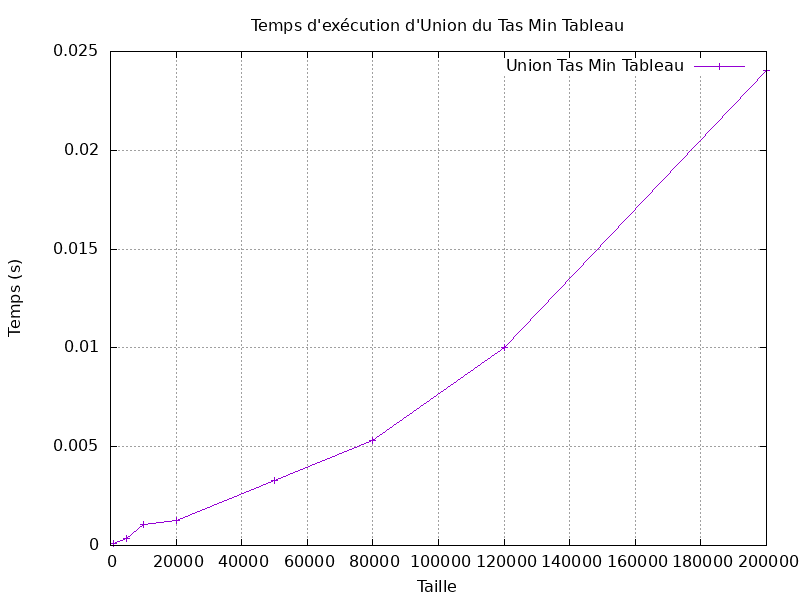 Temps d'exécution d'Union du Tas Min Tableau
Union Tas Min Tableau
0.025
0.02
0.015
0.01
0.005
0
Temps (s)
0 20000 40000 60000 80000 100000 120000 140000 160000 180000 200000
Taille